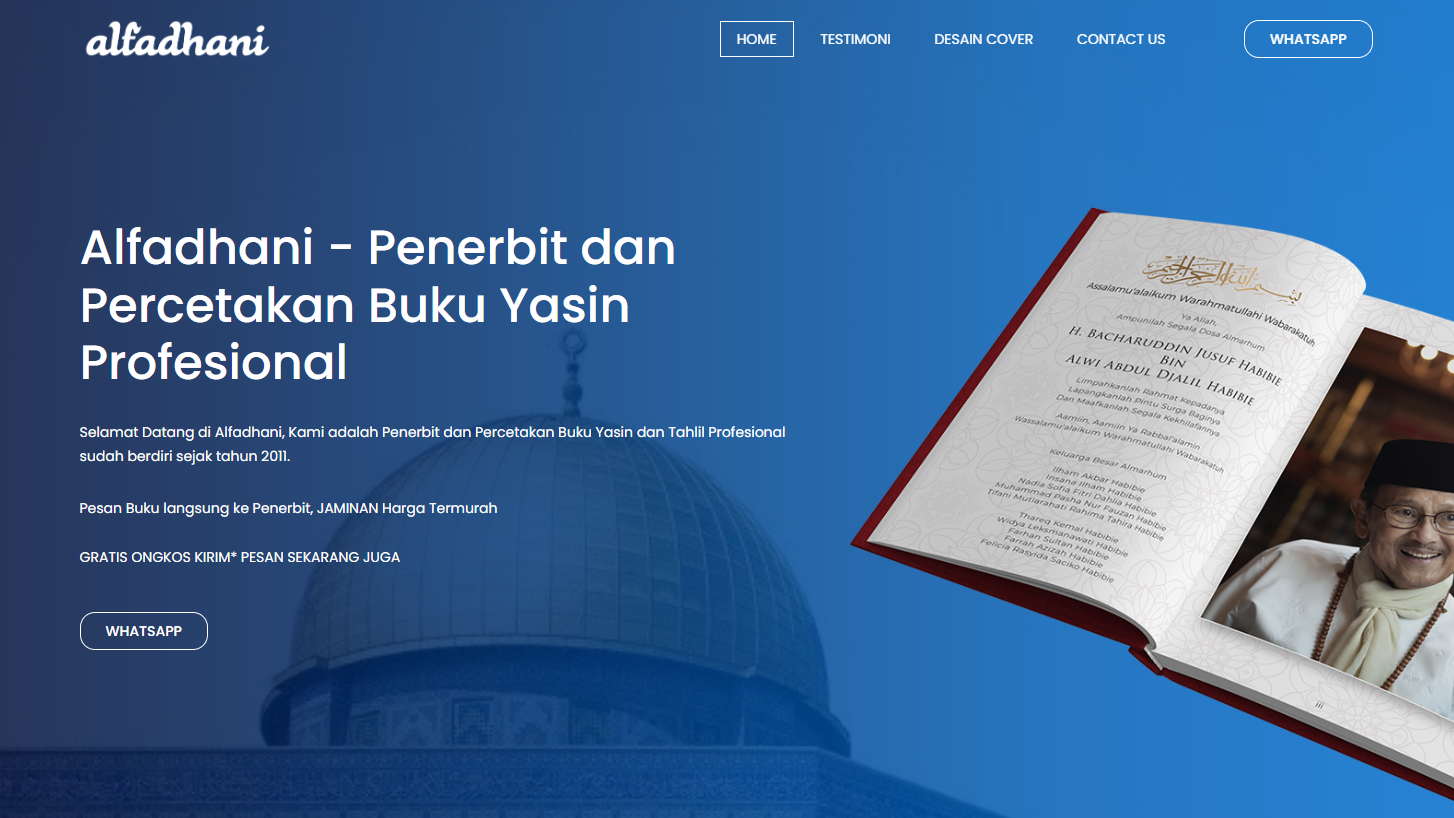 alfadhani
HOME
TESTIMONI
DESAIN COVER
CONTACT US
WHATSAPP
Alfadhani - Penerbit dan
Percetakan Buku Yasin
Profesional
Selamat Datang di Alfadhani, Kami adalah Penerbit dan Percetakan Buku Yasin dan Tahlil Profesional
sudah berdiri sejak tahun 2011.
Pesan Buku langsung ke Penerbit, JAMINAN Harga Termurah
GRATIS ONGKOS KIRIM* PESAN SEKARANG JUGA
WHATSAPP
بسم الله الرحمن الرحيم
Assalamu'alaikum Warahmatullahi Wabarakatuh
Ya Allah,
Ampunilah Segala Dosa Almarhum
H. Bacharuddin Jusuf Habibie
Bin
Alwi Abdul Djalil Habibie
Limpahkanlah Rahmat Kepadanya
Lapangkanlah Pintu Surga Baginya
Dan Maafkanlah Segala Kekhilafannya
Aamiin, Aamiin Ya Rabbal'alamin
Wassalamu'alaikum Warahmatullahi Wabarakatuh
Keluarga Besar Almarhum
Ilham Akbar Habibie
Insana Ilham Habibie
Nadia Sofia Fitri Dahlia Habibie
Muhammad Pasha Nur Fauzan Habibie
Tifani Mutiarahati Rahima Tahira Habibie
Thareq Kemal Habibie
Widya Leksmanawati Habibie
Farhan Sultan Habibie
Farrah Azizah Habibie
Felicia Rasyida Saciko Habibie
iii